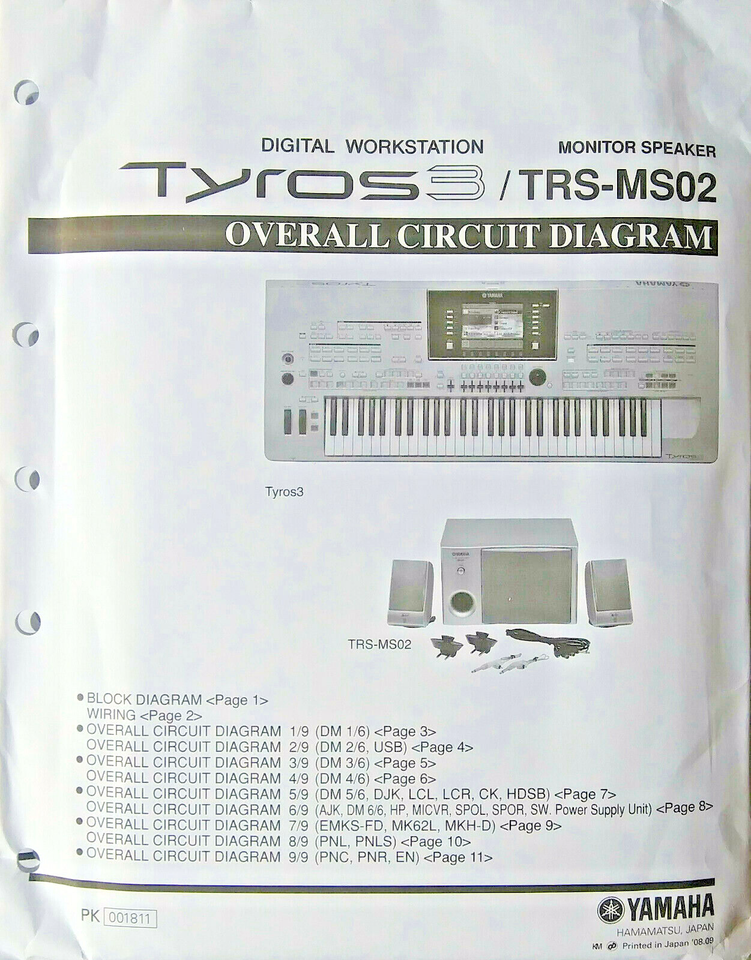 DIGITAL WORKSTATION MONITOR SPEAKER
Tyros3 / TRS-MS02
OVERALL CIRCUIT DIAGRAM
YAMAHA
Tyros3
Tyros3
YAMAHA
TRS-MS02
● BLOCK DIAGRAM <Page 1>
WIRING <Page 2>
● OVERALL CIRCUIT DIAGRAM 1/9 (DM 1/6) <Page 3>
OVERALL CIRCUIT DIAGRAM 2/9 (DM 2/6, USB) <Page 4>
● OVERALL CIRCUIT DIAGRAM 3/9 (DM 3/6) <Page 5>
OVERALL CIRCUIT DIAGRAM 4/9 (DM 4/6) <Page 6>
● OVERALL CIRCUIT DIAGRAM 5/9 (DM 5/6, DJK, LCL, LCR, CK, HDSB) <Page 7>
OVERALL CIRCUIT DIAGRAM 6/9 (AJK, DM 6/6, HP, MICVR, SPOL, SPOR, SW. Power Supply Unit) <Page 8>
● OVERALL CIRCUIT DIAGRAM 7/9 (EMKS-FD, MK62L, MKH-D) <Page 9>
OVERALL CIRCUIT DIAGRAM 8/9 (PNL, PNLS) <Page 10>
● OVERALL CIRCUIT DIAGRAM 9/9 (PNC, PNR, EN) <Page 11>
PK 001811
YAMAHA
HAMAMATSU, JAPAN
KM Printed in Japan '08.09